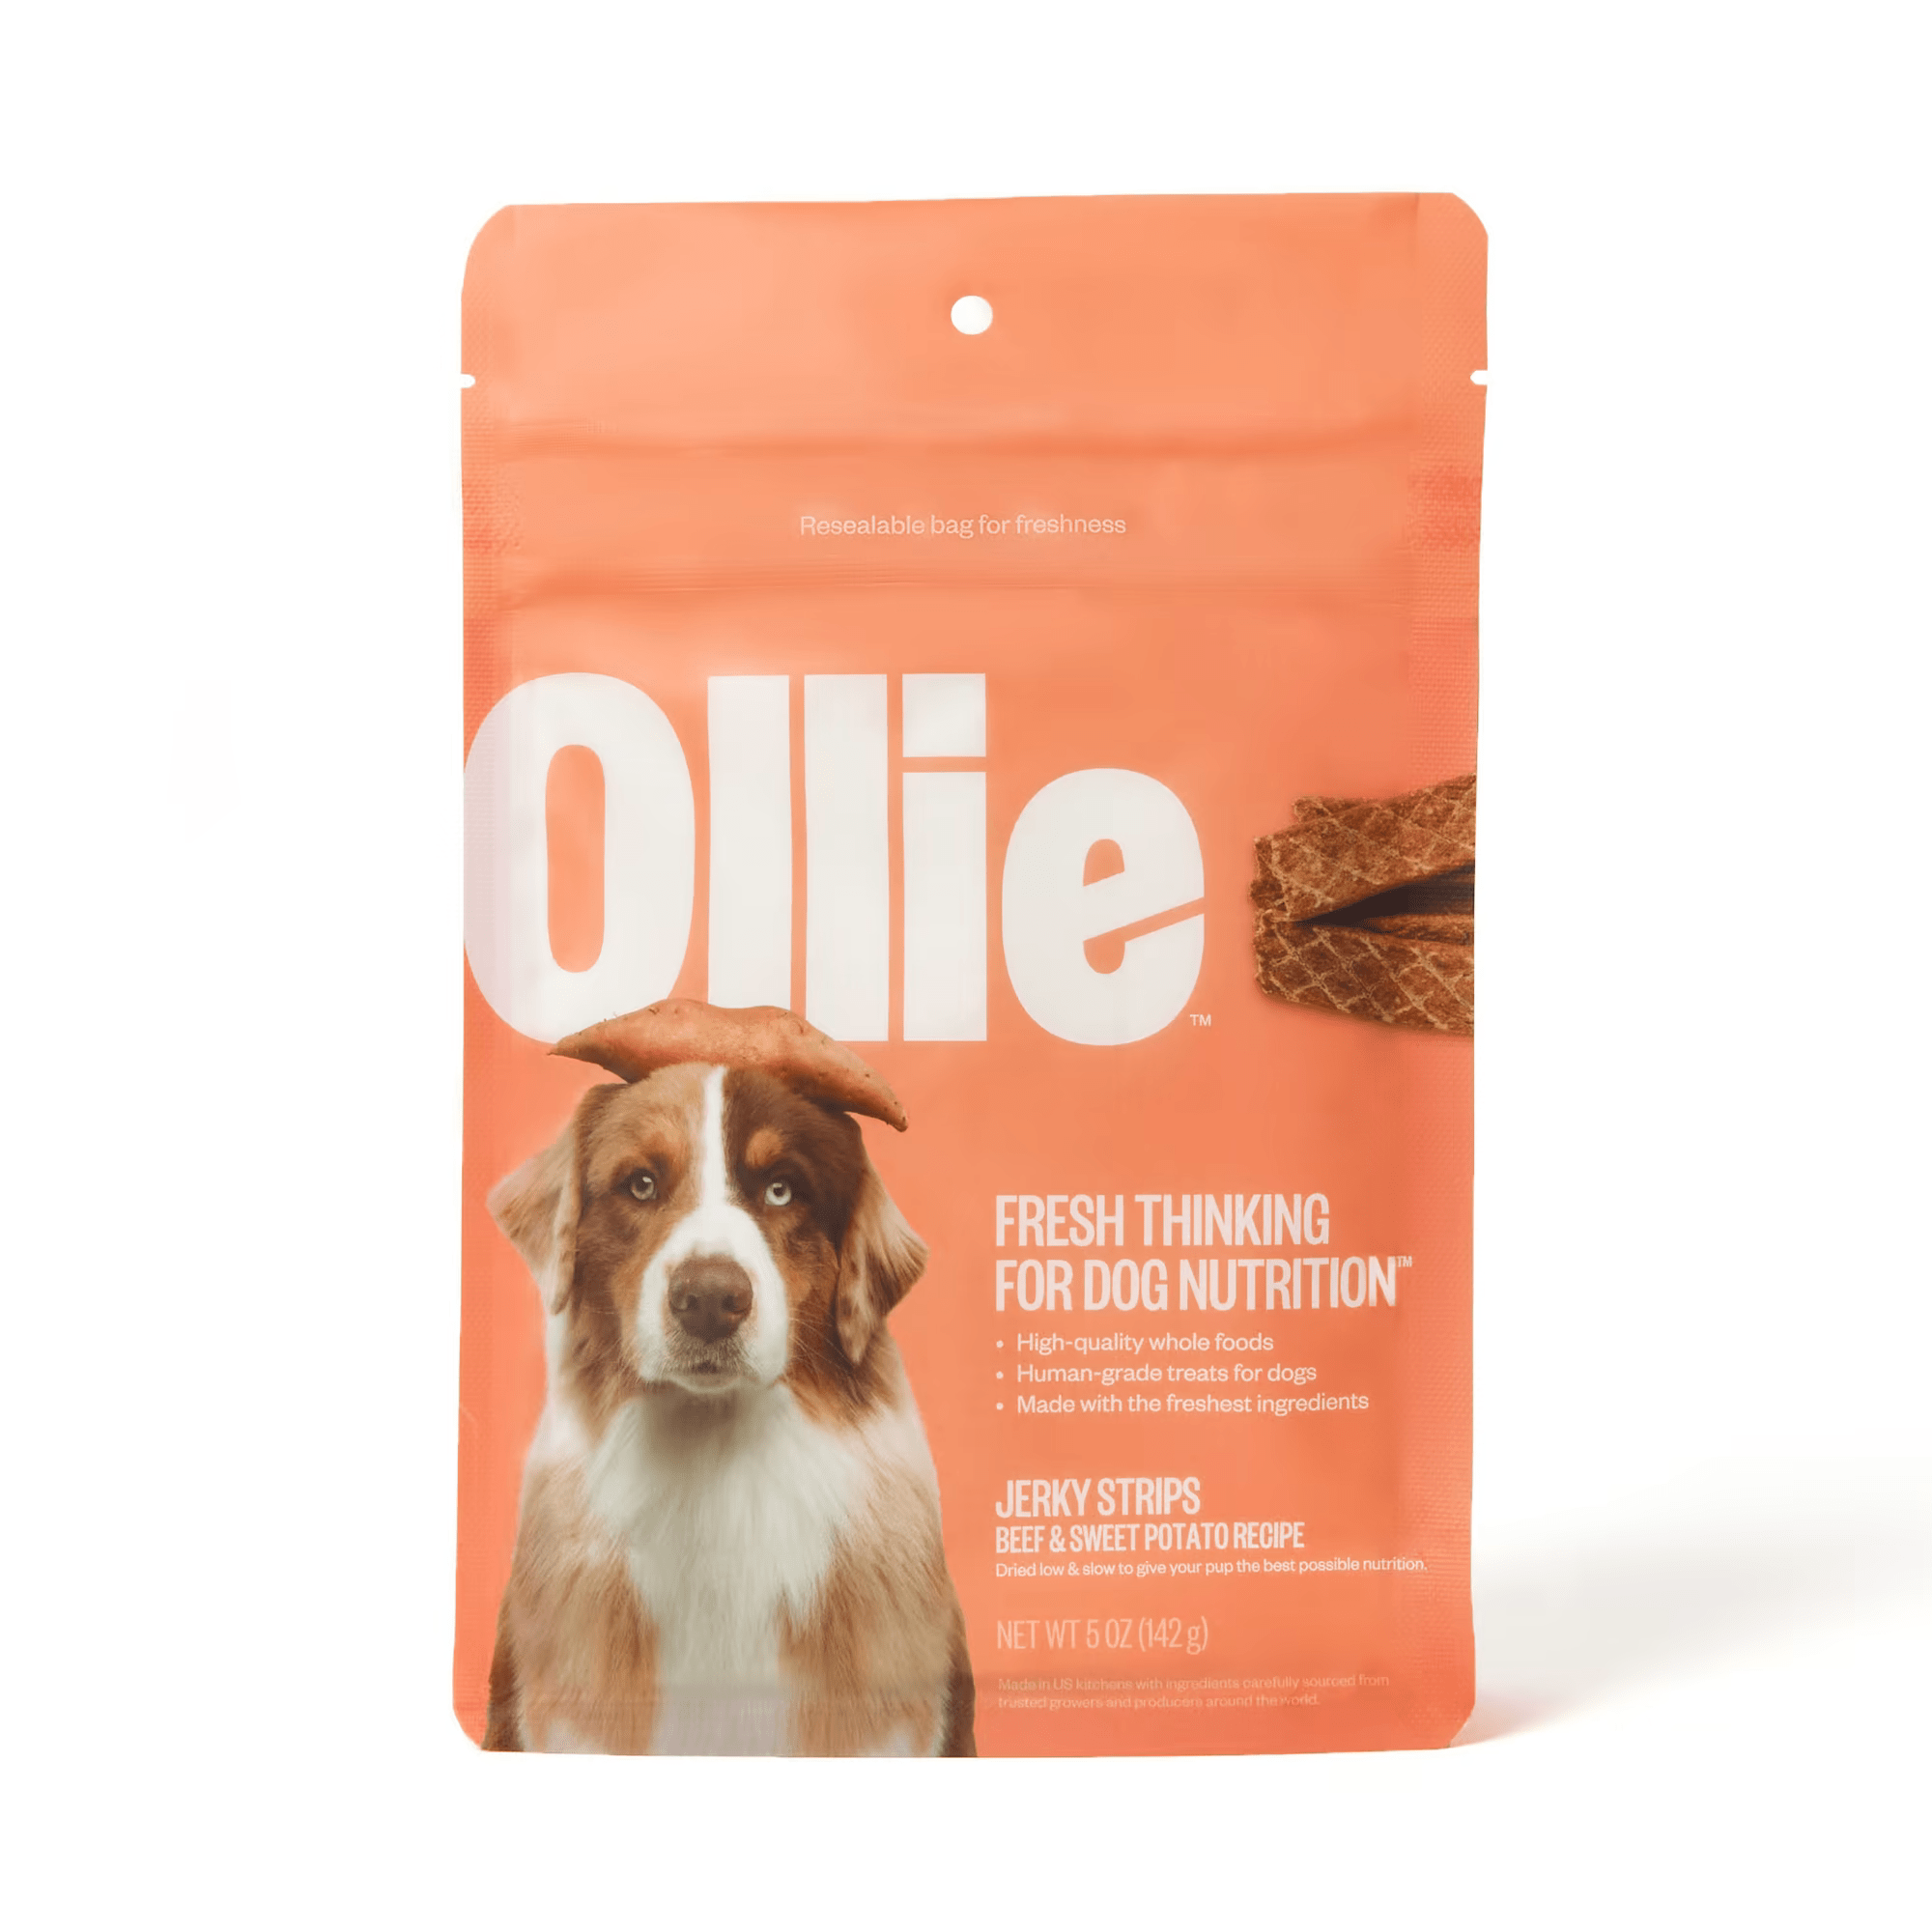 Resealable bag for freshness
Ollie™
FRESH THINKING
FOR DOG NUTRITION™
• High-quality whole foods
• Human-grade treats for dogs
• Made with the freshest ingredients
JERKY STRIPS
BEEF & SWEET POTATO RECIPE
Dried low & slow to give your pup the best possible nutrition.
NET WT 5 OZ (142 g)
Made in US kitchens with ingredients carefully sourced from
trusted growers and producers around the world.